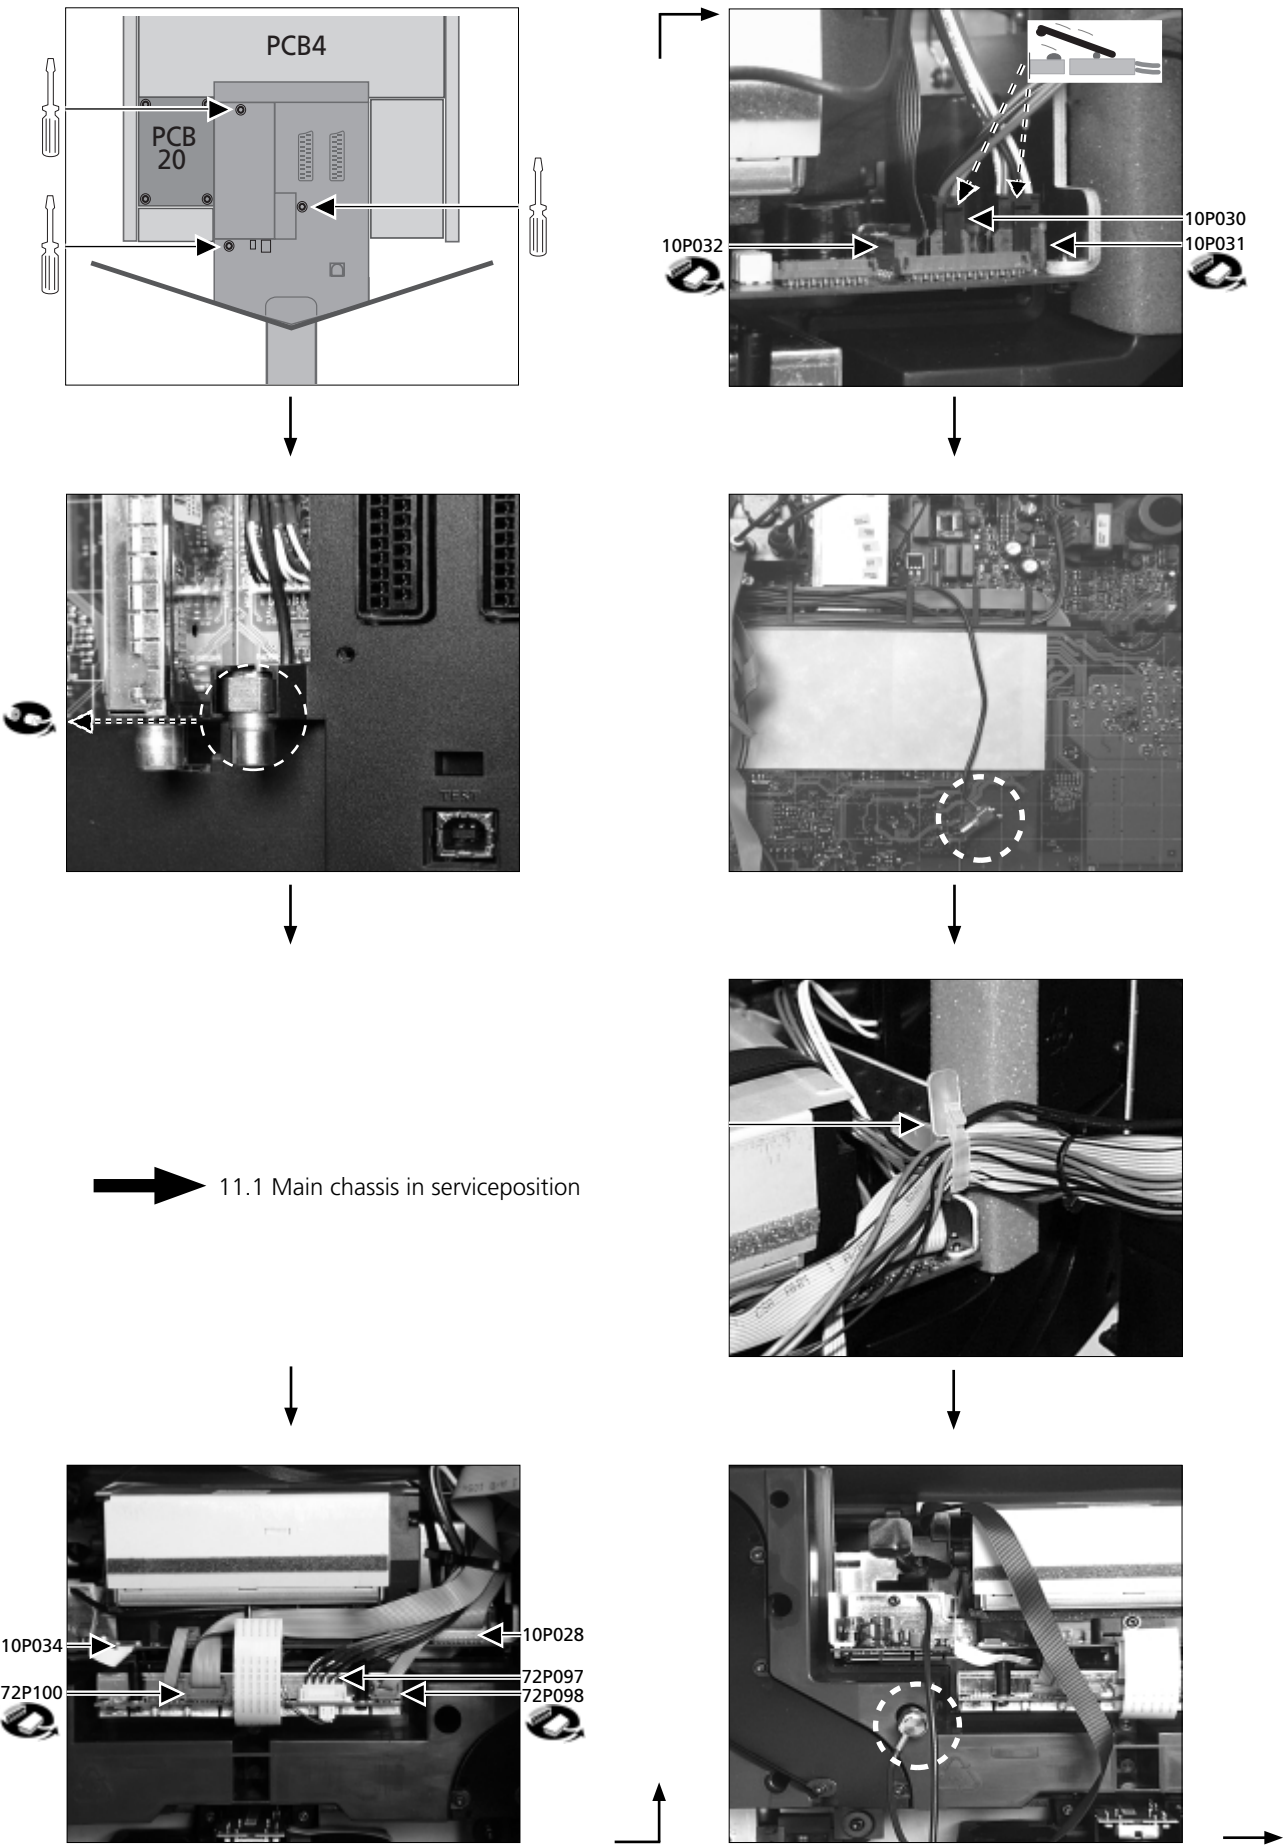 PCB4
PCB
20
TEST
11.1 Main chassis in serviceposition
10P034
72P100
10P028
72P097
72P098
10P032
10P030
10P031